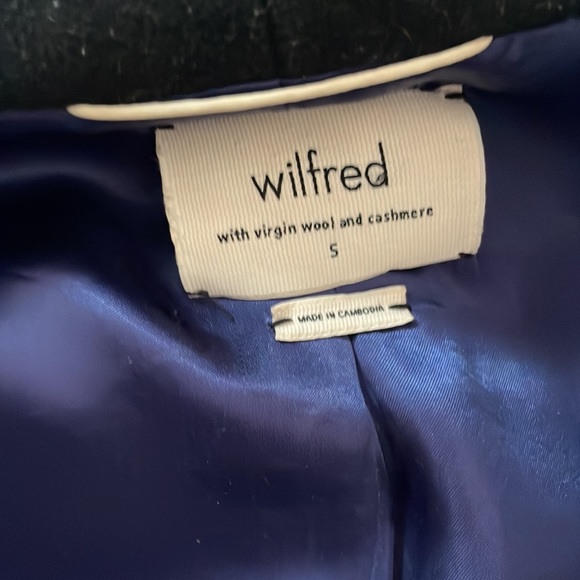 wilfred
with virgin wool and cashmere
S
MADE IN CAMBODIA